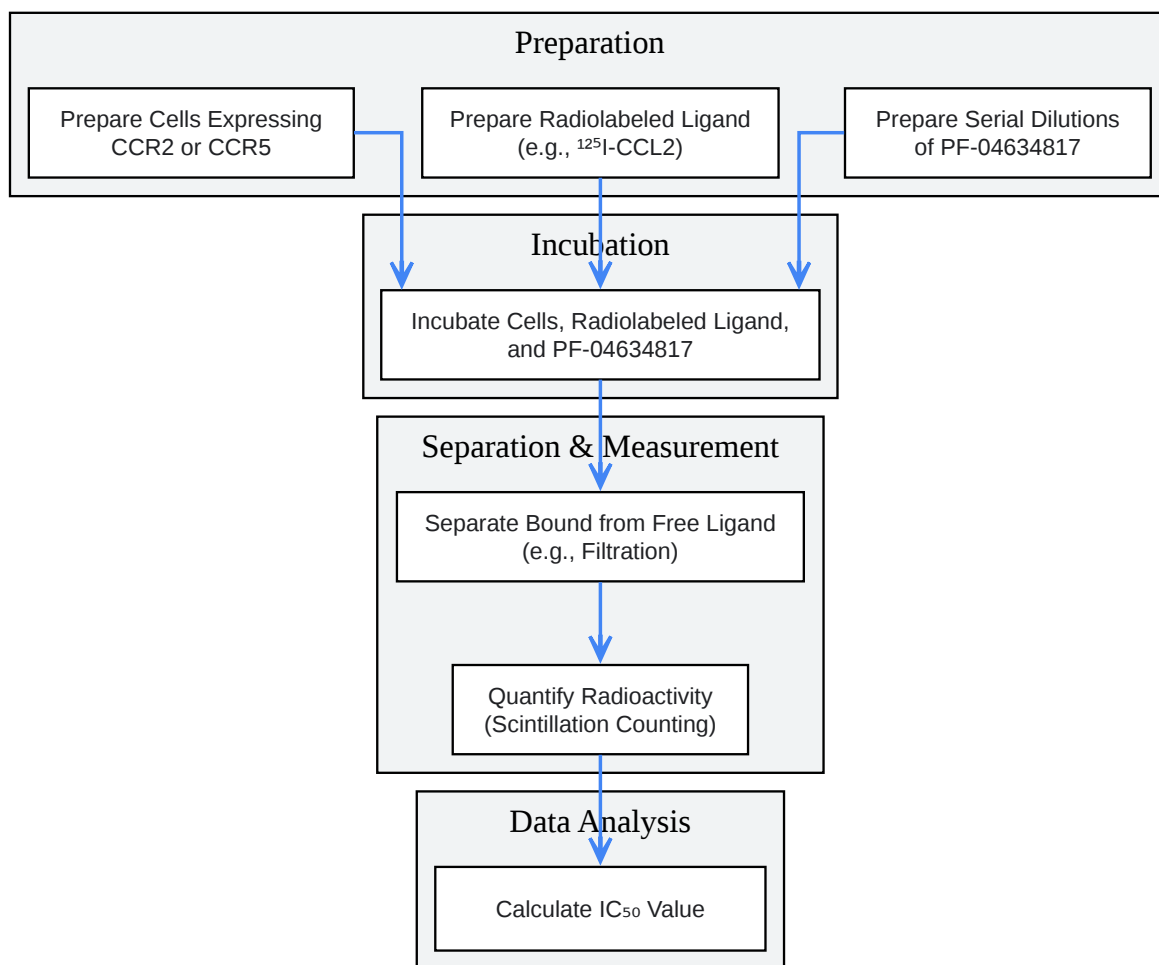 Preparation
Prepare Cells Expressing
CCR2 or CCR5
Prepare Radiolabeled Ligand
(e.g., ¹²⁵I-CCL2)
Prepare Serial Dilutions
of PF-04634817
Incubation
Incubate Cells, Radiolabeled Ligand,
and PF-04634817
Separation & Measurement
Separate Bound from Free Ligand
(e.g., Filtration)
Quantify Radioactivity
(Scintillation Counting)
Data Analysis
Calculate IC₅₀ Value